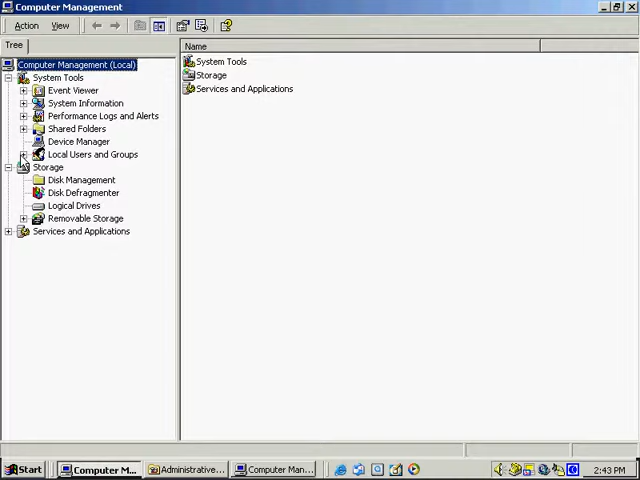 Computer Management
Action View
Tree
Name
Computer Management (Local)
System Tools
Event Viewer
System Information
Performance Logs and Alerts
Shared Folders
Device Manager
Local Users and Groups
Storage
Disk Management
Disk Defragmenter
Logical Drives
Removable Storage
Services and Applications
System Tools
Storage
Services and Applications
Start Computer M... Administrative... Computer Man... 2:43 PM